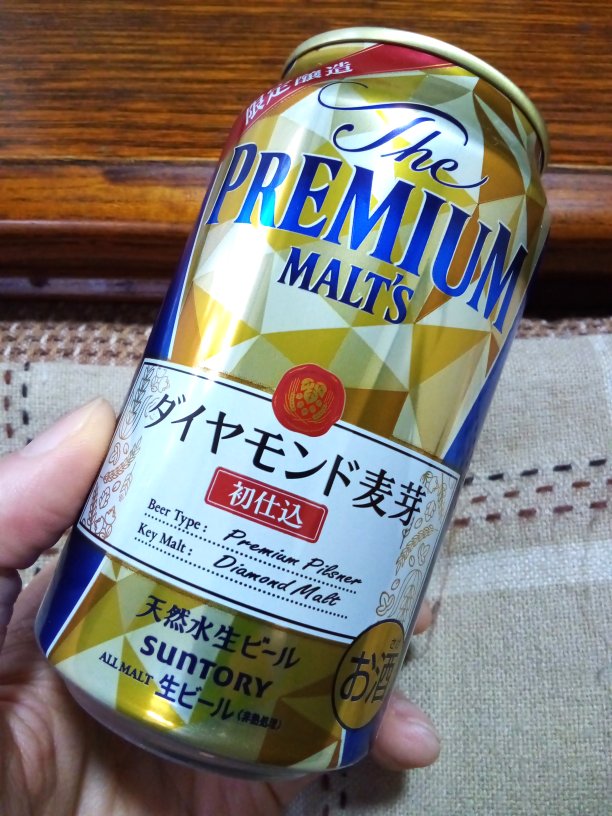 限定醸造
The
PREMIUM
MALT'S
ダイヤモンド麦芽
初仕込
Beer Type : Premium Pilsner
Key Malt : Diamond Malt
天然水生ビール
SUNTORY
ALL MALT 生ビール(非熱処理)
お酒